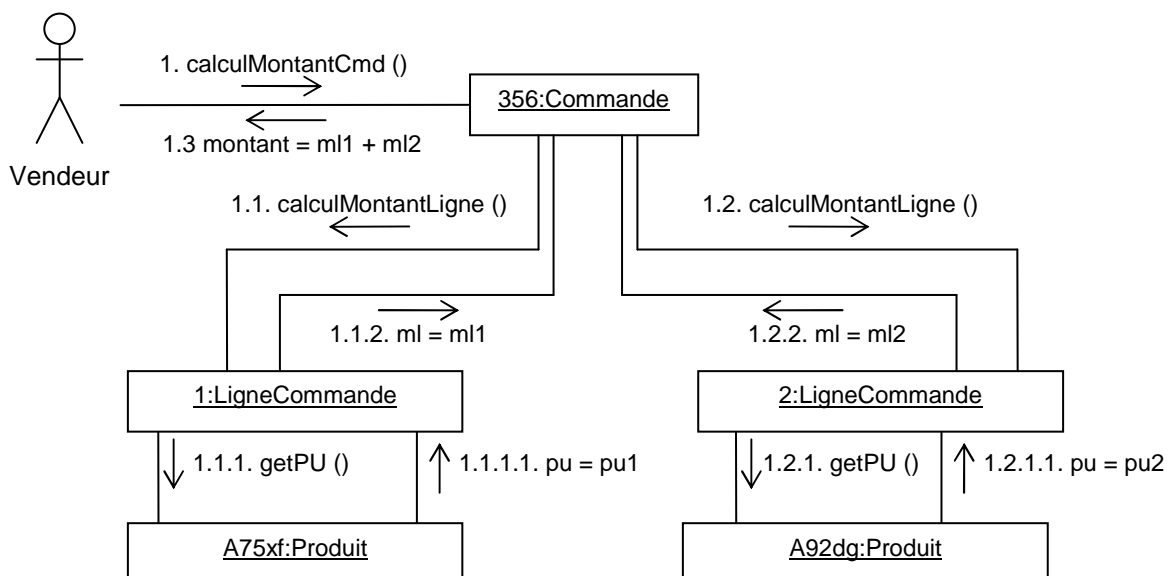 1. calculMontantCmd ()
356:Commande
1.3 montant = ml1 + ml2
Vendeur
1.1. calculMontantLigne ()
1.2. calculMontantLigne ()
1.1.2. ml = ml1
1.2.2. ml = ml2
1:LigneCommande
2:LigneCommande
1.1.1. getPU ()
1.1.1.1. pu = pu1
1.2.1. getPU ()
1.2.1.1. pu = pu2
A75xf:Produit
A92dg:Produit